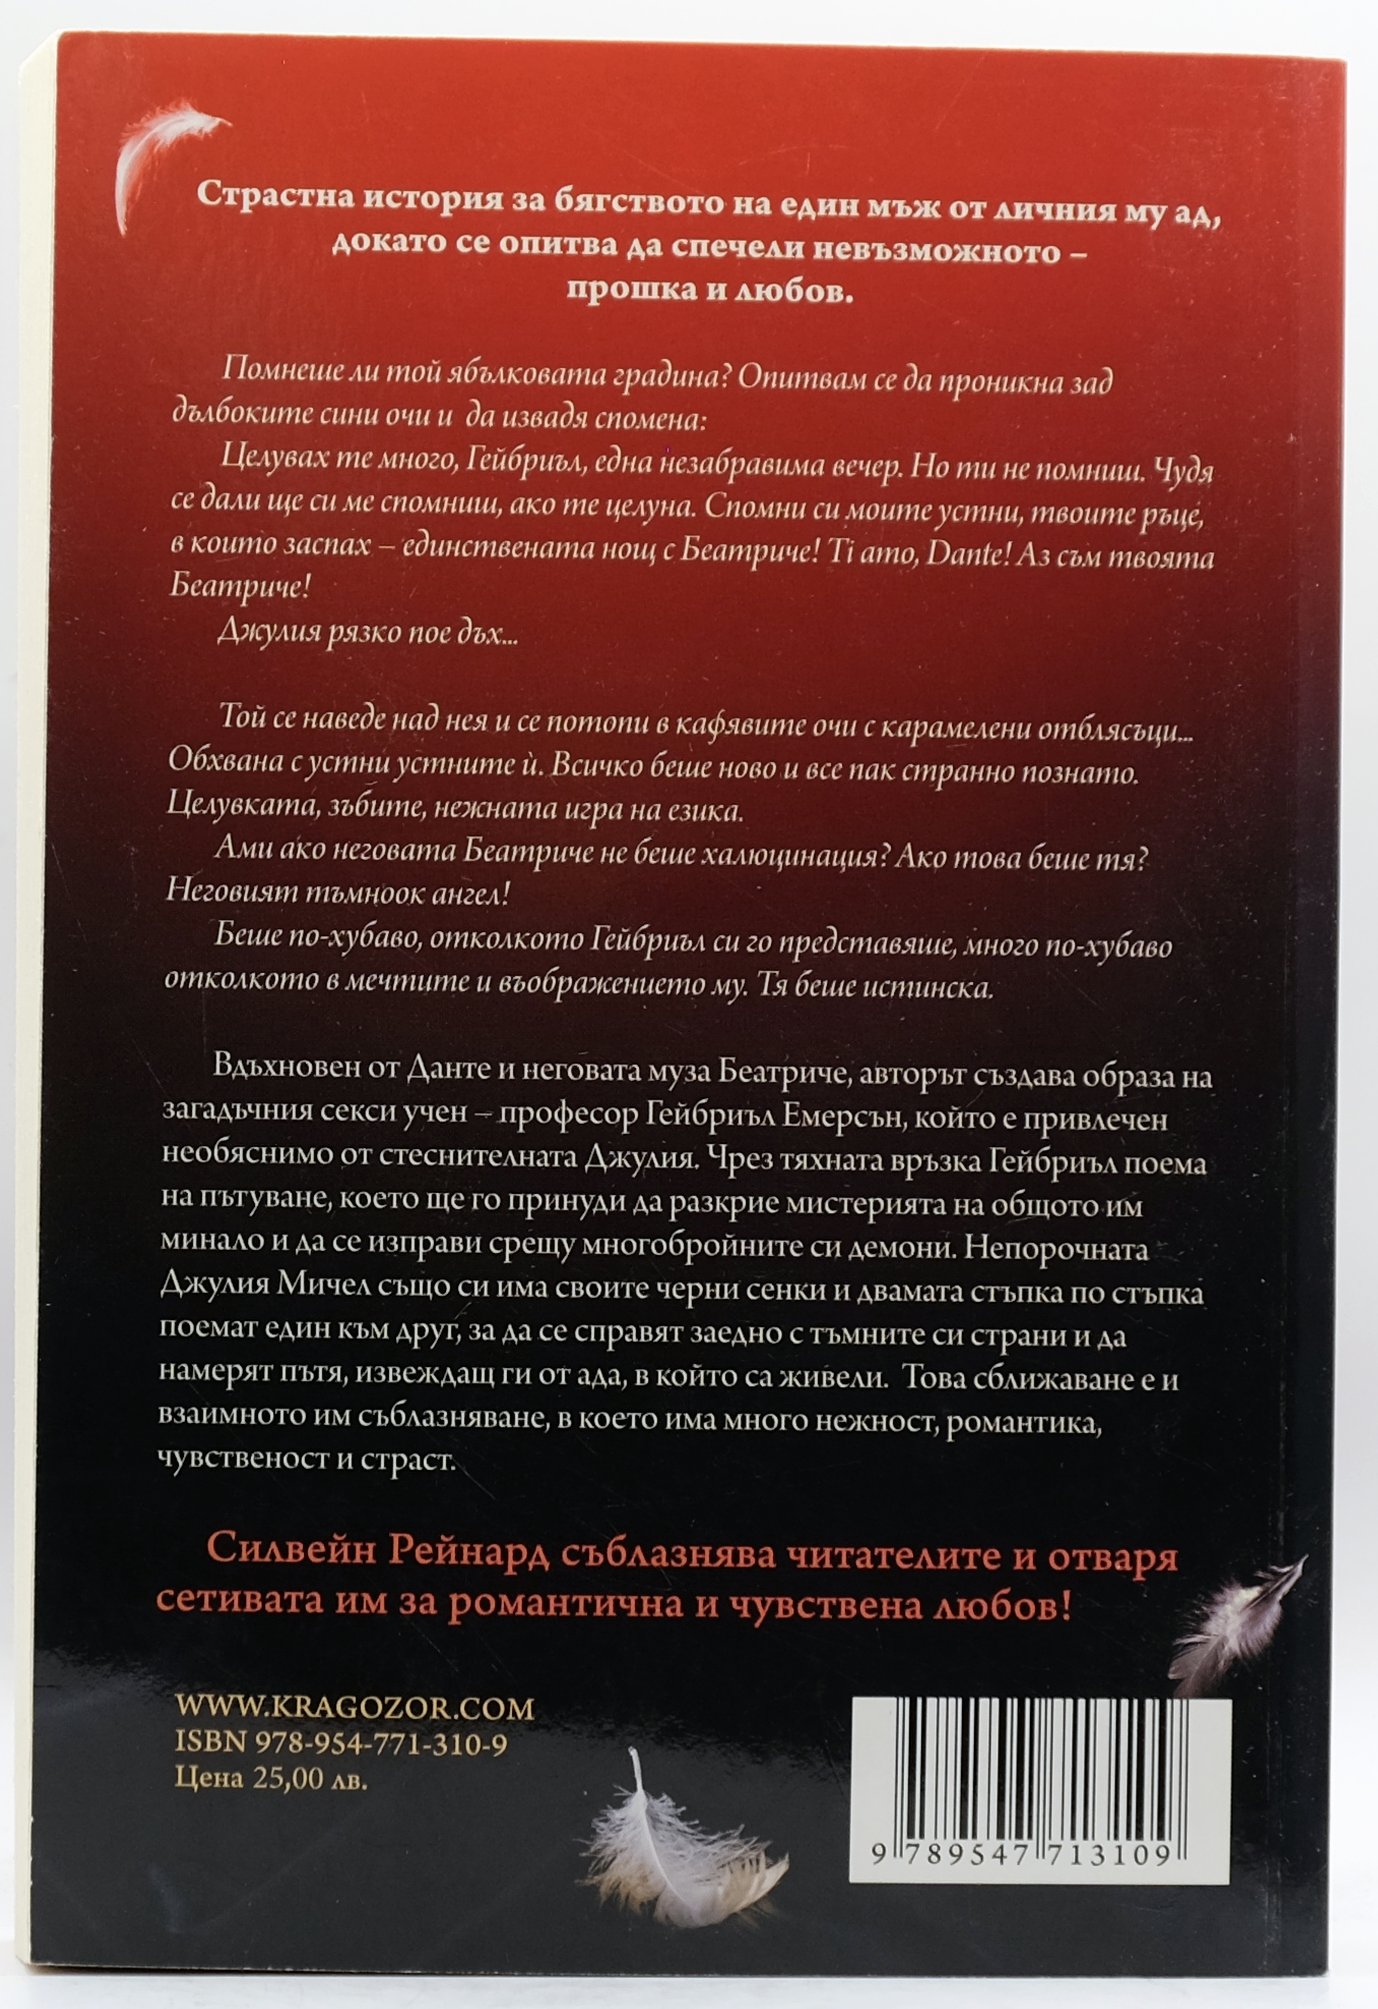 Страстна история за бягството на един мъж от личния му ад,
докато се опитва да спечели невъзможното –
прошка и любов.
Помнеше ли той ябълковата градина? Опитвам се да проникна зад
дълбоките сини очи и да извадя спомена:
Целувах те много, Гейбриъл, една незабравима вечер. Но ти не помниш. Чудя
се дали ще си ме спомниш, ако те целуна. Спомни си моите устни, твоите ръце,
в които заспах – единствената нощ с Беатриче! Ti amo, Dante! Аз съм твоята
Беатриче!
Джулия рязко пое дъх...
Той се наведе над нея и се потопи в кафявите очи с карамелени отблясъци...
Обхвана с устни устните ѝ. Всичко беше ново и все пак странно познато.
Целувката, зъбите, нежната игра на езика.
Ами ако неговата Беатриче не беше халюцинация? Ако това беше тя?
Неговият тъмноок ангел!
Беше по-хубаво, отколкото Гейбриъл си го представяше, много по-хубаво
отколкото в мечтите и въображението му. Тя беше истинска.
Вдъхновен от Данте и неговата муза Беатриче, авторът създава образа на
загадъчния секси учен – професор Гейбриъл Емерсън, който е привлечен
необяснимо от стеснителната Джулия. Чрез тяхната връзка Гейбриъл поема
на пътуване, което ще го принуди да разкрие мистерията на общото им
минало и да се изправи срещу многобройните си демони. Непорочната
Джулия Мичел също си има своите черни сенки и двамата стъпка по стъпка
поемат един към друг, за да се справят заедно с тъмните си страни и да
намерят пътя, извеждащ ги от ада, в който са живели. Това сближаване е и
взаимното им съблазняване, в което има много нежност, романтика,
чувственост и страст.
Силвейн Рейнард съблазнява читателите и отваря
сетивата им за романтична и чувствена любов!
WWW.KRAGOZOR.COM
ISBN 978-954-771-310-9
Цена 25,00 лв.
9 789547 713109